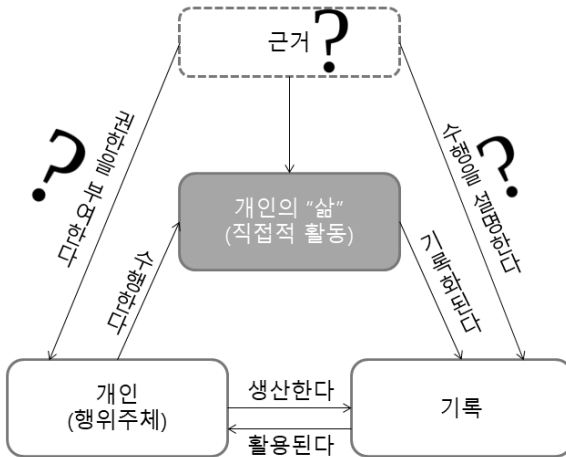 근거 ?
?
권한을 부여한다
수행을 설명한다
?
개인의 "삶"
(직접적 활동)
수행한다
기록화된다
개인
(행위주체)
생산한다
활용된다
기록